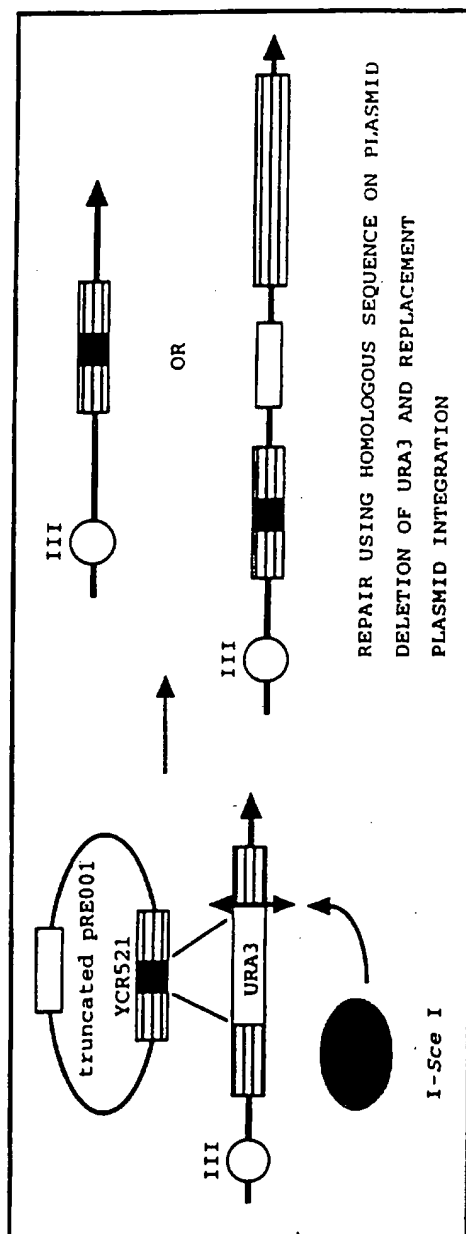 truncated pRE001
YCR521
III
URA3
I-Sce I
III
OR
III
REPAIR USING HOMOLOGOUS SEQUENCE ON PLASMID
DELETION OF URA3 AND REPLACEMENT
PLASMID INTEGRATION